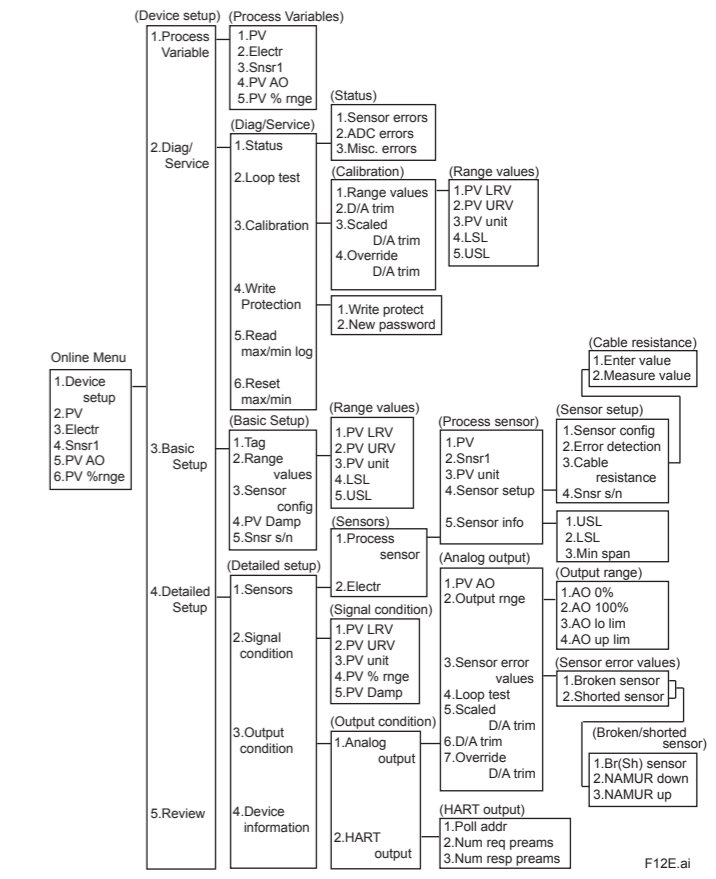 (Device setup)
1.Process
Variable
2.Diag/
Service
3.Basic
Setup
4.Detailed
Setup
5.Review
(Process Variables)
1.PV
2.Electr
3.Snsr1
4.PV AO
5.PV % rnge
(Diag/Service)
1.Status
2.Loop test
3.Calibration
4.Write
Protection
5.Read
max/min log
6.Reset
max/min
(Status)
1.Sensor errors
2.ADC errors
3.Misc. errors
(Calibration)
1.Range values
2.D/A trim
3.Scaled
D/A trim
4.Override
D/A trim
(Range values)
1.PV LRV
2.PV URV
3.PV unit
4.LSL
5.USL
1.Write protect
2.New password
Online Menu
1.Device
setup
2.PV
3.Electr
4.Snsr1
5.PV AO
6.PV %rnge
(Basic Setup)
1.Tag
2.Range
values
3.Sensor
config
4.PV Damp
5.Snsr s/n
(Range values)
1.PV LRV
2.PV URV
3.PV unit
4.LSL
5.USL
(Detailed setup)
1.Sensors
2.Signal
condition
3.Output
condition
4.Device
information
(Sensors)
1.Process
sensor
2.Electr
(Process sensor)
1.PV
2.Snsr1
3.PV unit
4.Sensor setup
5.Sensor info
(Cable resistance)
1.Enter value
2.Measure value
(Sensor setup)
1.Sensor config
2.Error detection
3.Cable
resistance
4.Snsr s/n
1.USL
2.LSL
3.Min span
(Signal condition)
1.PV LRV
2.PV URV
3.PV unit
4.PV % rnge
5.PV Damp
(Output condition)
1.Analog
output
2.HART
output
(Analog output)
1.PV AO
2.Output rnge
3.Sensor error
values
4.Loop test
5.Scaled
D/A trim
6.D/A trim
7.Override
D/A trim
(Output range)
1.AO 0%
2.AO 100%
3.AO lo lim
4.AO up lim
(Sensor error values)
1.Broken sensor
2.Shorted sensor
(Broken/shorted
sensor)
1.Br(Sh) sensor
2.NAMUR down
3.NAMUR up
(HART output)
1.Poll addr
2.Num req preams
3.Num resp preams
F12E.ai